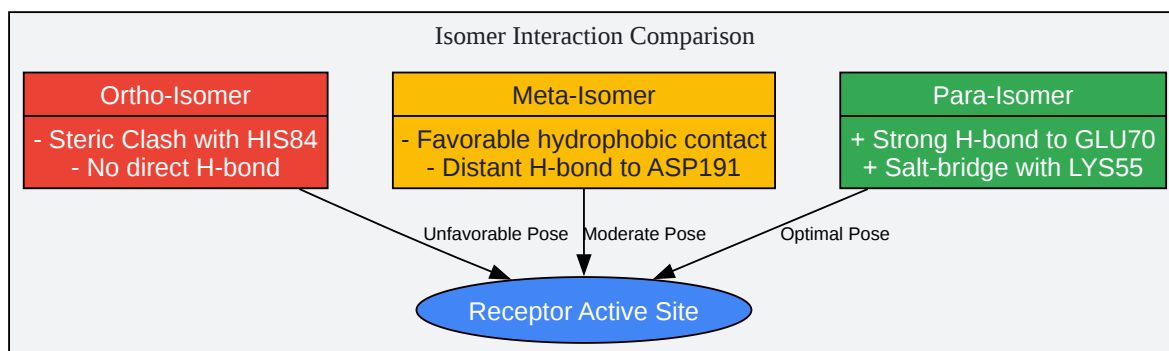 Isomer Interaction Comparison
Ortho-Isomer
- Steric Clash with HIS84
- No direct H-bond
Meta-Isomer
- Favorable hydrophobic contact
- Distant H-bond to ASP191
Para-Isomer
+ Strong H-bond to GLU70
+ Salt-bridge with LYS55
Unfavorable Pose
Moderate Pose
Optimal Pose
Receptor Active Site